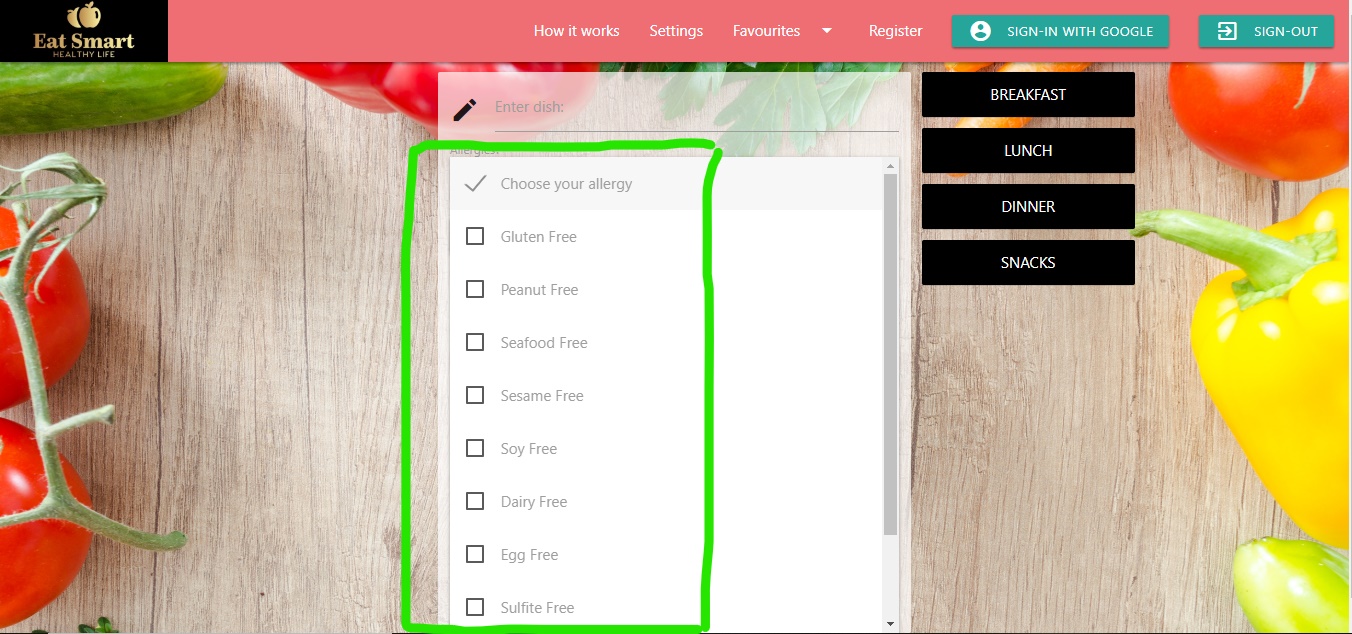 Eat Smart
HEALTHY LIFE
How it works
Settings
Favourites
Register
SIGN-IN WITH GOOGLE
SIGN-OUT
Enter dish:
Allergies:
Choose your allergy
Gluten Free
Peanut Free
Seafood Free
Sesame Free
Soy Free
Dairy Free
Egg Free
Sulfite Free
BREAKFAST
LUNCH
DINNER
SNACKS